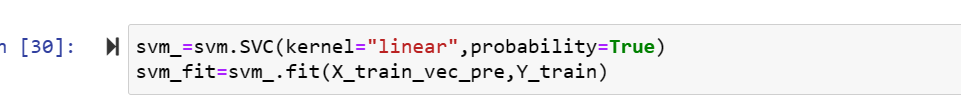 n [30]:
svm_=svm.SVC(kernel="linear",probability=True)
svm_fit=svm_.fit(X_train_vec_pre,Y_train)